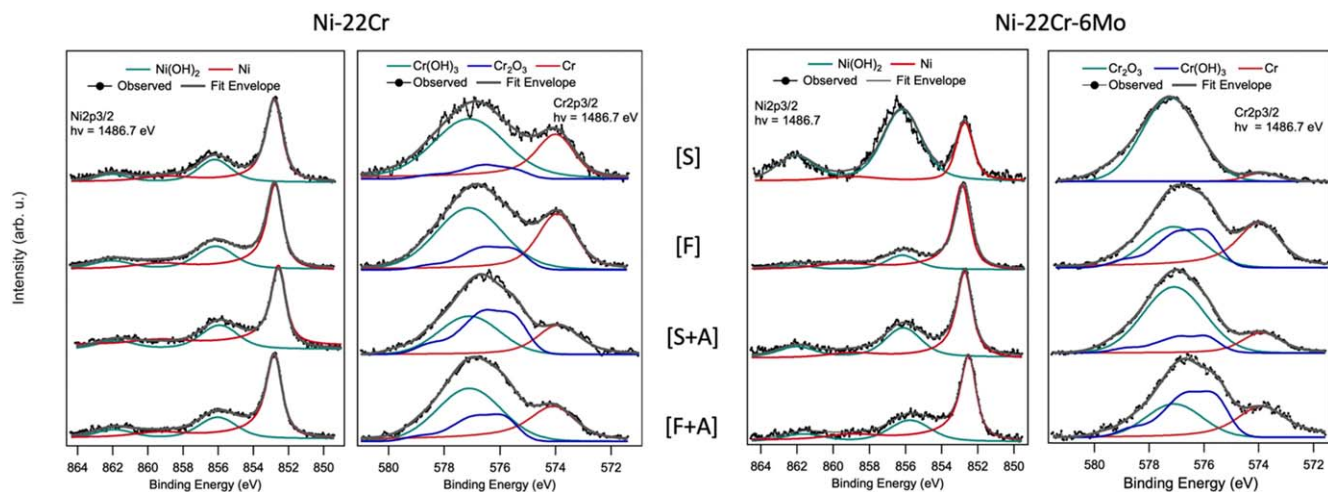 Ni-22Cr
Ni-22Cr-6Mo
Ni(OH)2 Ni
Observed Fit Envelope
Ni2p3/2
hv = 1486.7 eV
Cr(OH)3 Cr2O3 Cr
Observed Fit Envelope
Cr2p3/2
hv = 1486.7 eV
Ni(OH)2 Ni
Observed Fit Envelope
Ni2p3/2
hv = 1486.7
Cr2O3 Cr(OH)3 Cr
Observed Fit Envelope
Cr2p3/2
hv = 1486.7 eV
[S]
[F]
[S+A]
[F+A]
Intensity (arb. u.)
864 862 860 858 856 854 852 850
580 577 574 572
864 862 860 858 856 854 852 850
580 577 574 572
Binding Energy (eV)
Binding Energy (eV)
Binding Energy (eV)
Binding Energy (eV)